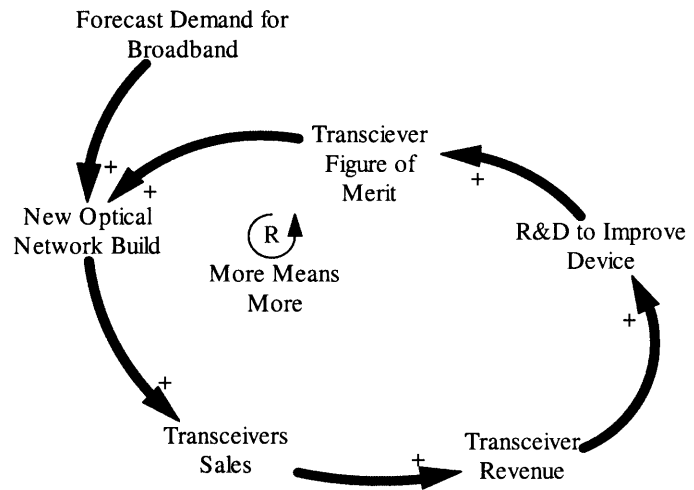 Forecast Demand for
Broadband
+
+
Transciever
Figure of
Merit
+
New Optical
Network Build
R
More Means
More
R&D to Improve
Device
+
+
Transceivers
Sales
+
Transceiver
Revenue